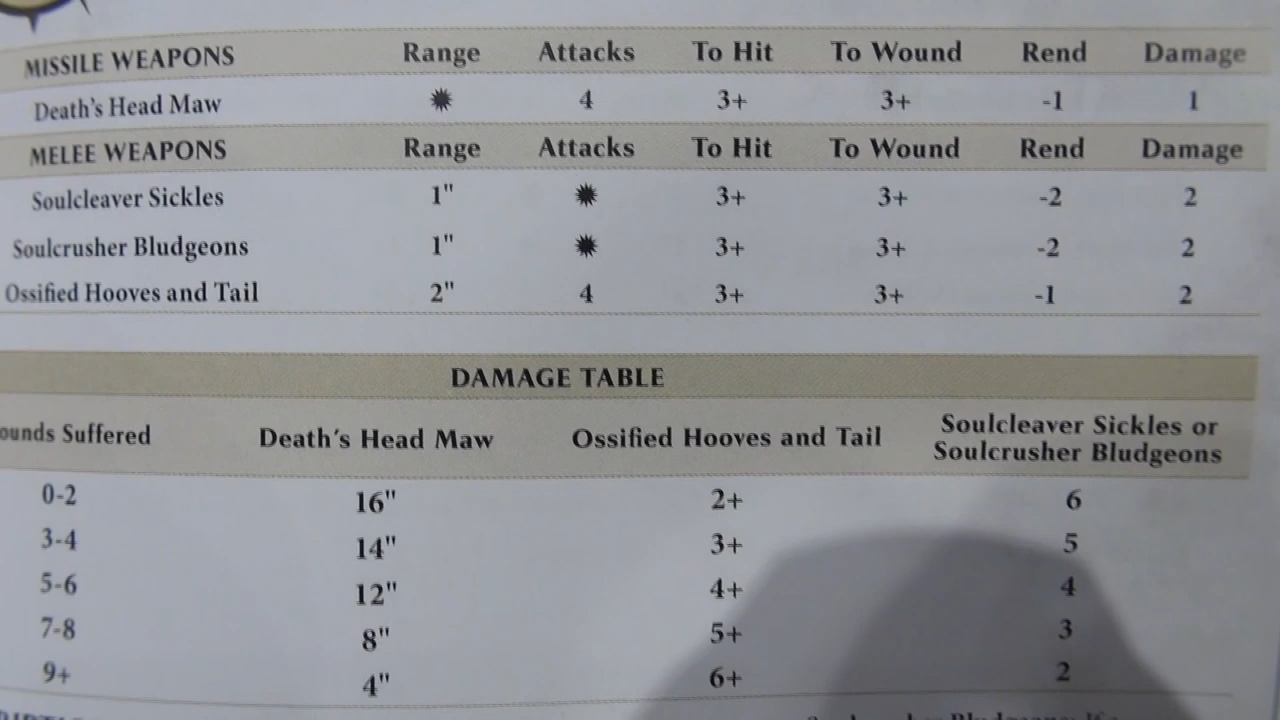 MISSILE WEAPONS Range Attacks To Hit To Wound Rend Damage
Death's Head Maw ✹ 4 3+ 3+ -1 1
MELEE WEAPONS Range Attacks To Hit To Wound Rend Damage
Soulcleaver Sickles 1" ✹ 3+ 3+ -2 2
Soulcrusher Bludgeons 1" ✹ 3+ 3+ -2 2
Ossified Hooves and Tail 2" 4 3+ 3+ -1 2
DAMAGE TABLE
ounds Suffered Death's Head Maw Ossified Hooves and Tail Soulcleaver Sickles or
Soulcrusher Bludgeons
0-2 16" 2+ 6
3-4 14" 3+ 5
5-6 12" 4+ 4
7-8 8" 5+ 3
9+ 4" 6+ 2